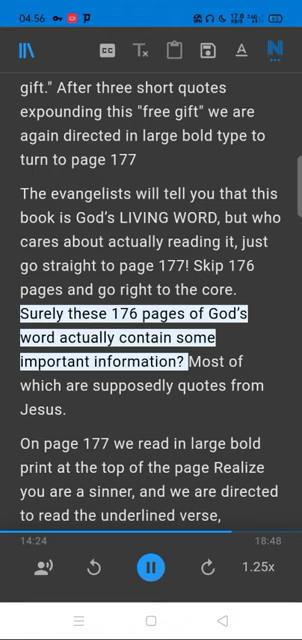 04.56
17.0
KB/S
CC
gift." After three short quotes
expounding this "free gift" we are
again directed in large bold type to
turn to page 177
The evangelists will tell you that this
book is God's LIVING WORD, but who
cares about actually reading it, just
go straight to page 177! Skip 176
pages and go right to the core.
Surely these 176 pages of God's
word actually contain some
important information? Most of
which are supposedly quotes from
Jesus.
On page 177 we read in large bold
print at the top of the page Realize
you are a sinner, and we are directed
to read the underlined verse,
14:24
18:48
1.25x